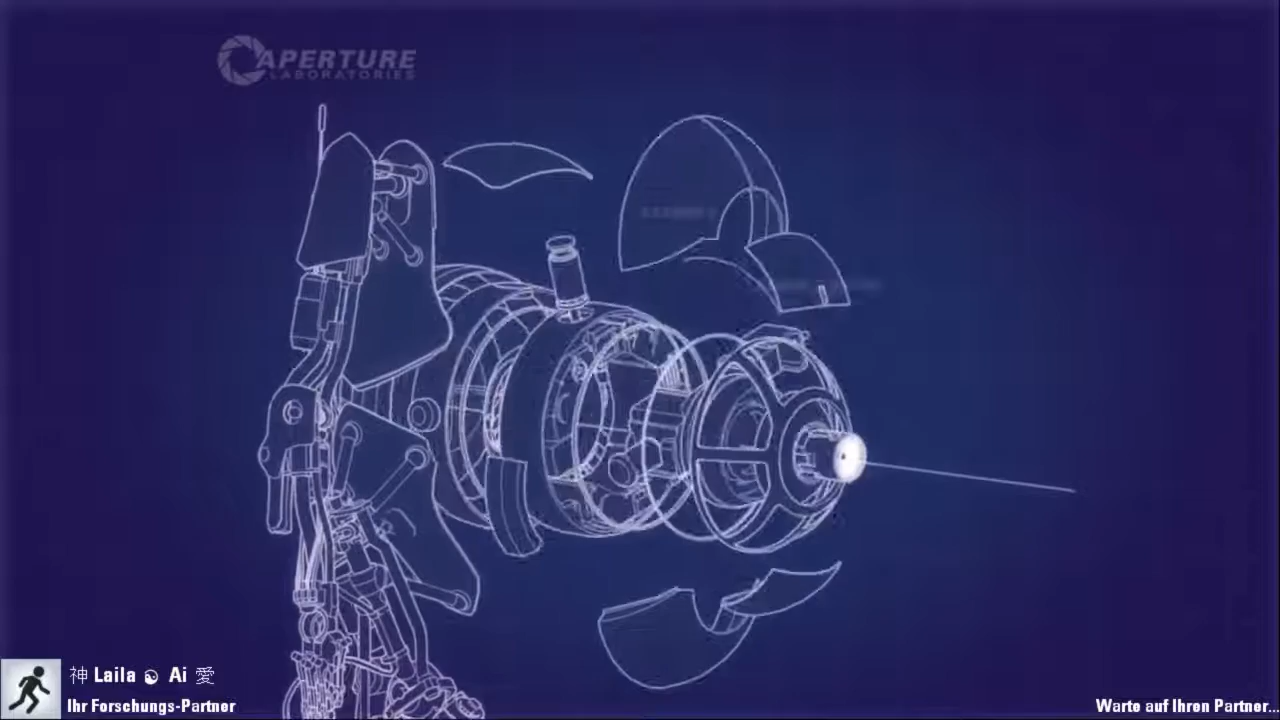 APERTURE
LABORATORIES
神 Laila ☯ Ai 愛
Ihr Forschungs-Partner
Warte auf Ihren Partner...